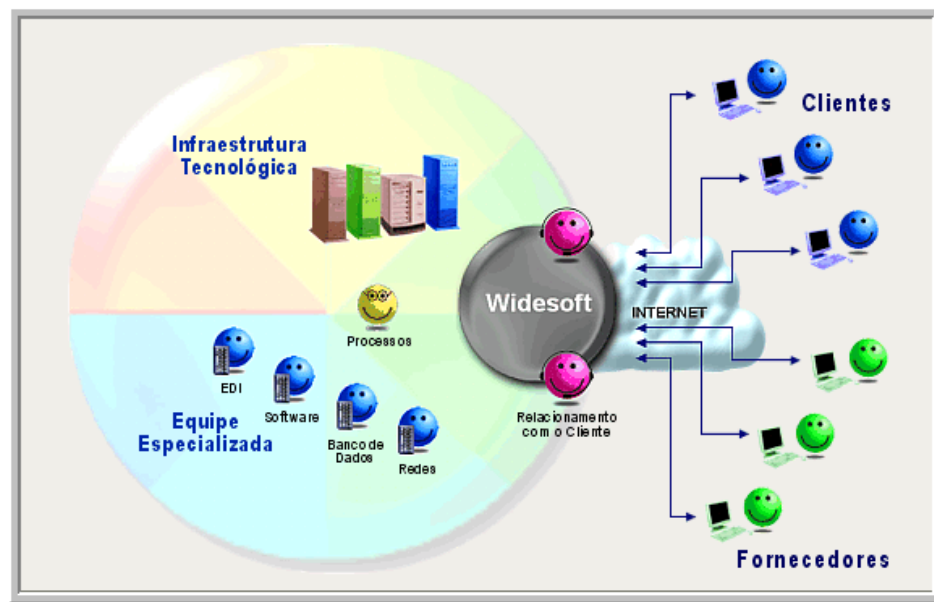 Clientes
Infraestrutura
Tecnológica
Widesoft
INTERNET
Processos
EDI
Software
Equipe
Especializada
Banco de
Dados
Redes
Relacionamento
com o Cliente
Fornecedores